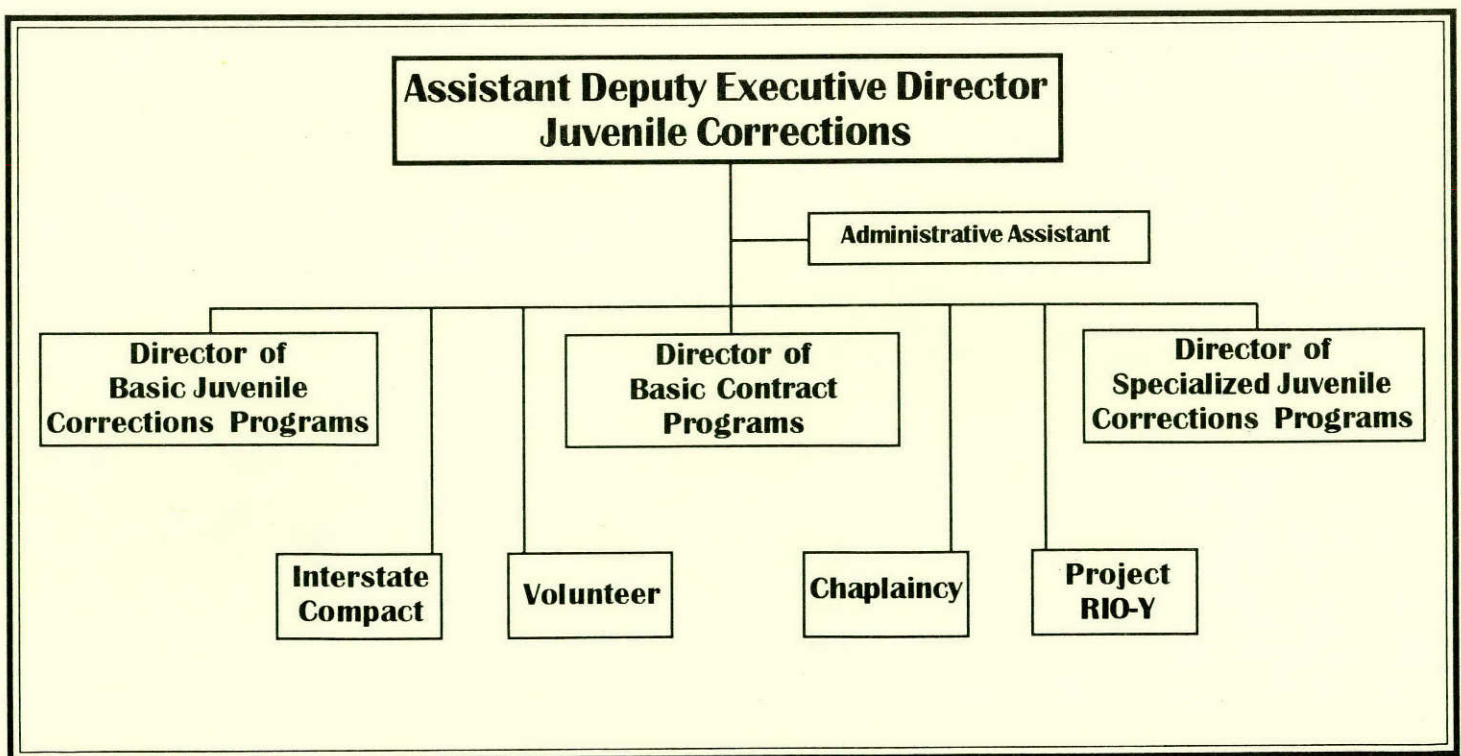 Assistant Deputy Executive Director
Juvenile Corrections
Administrative Assistant
Director of
Basic Juvenile
Corrections Programs
Director of
Basic Contract
Programs
Director of
Specialized Juvenile
Corrections Programs
Interstate
Compact
Volunteer
Chaplaincy
Project
RIO-Y